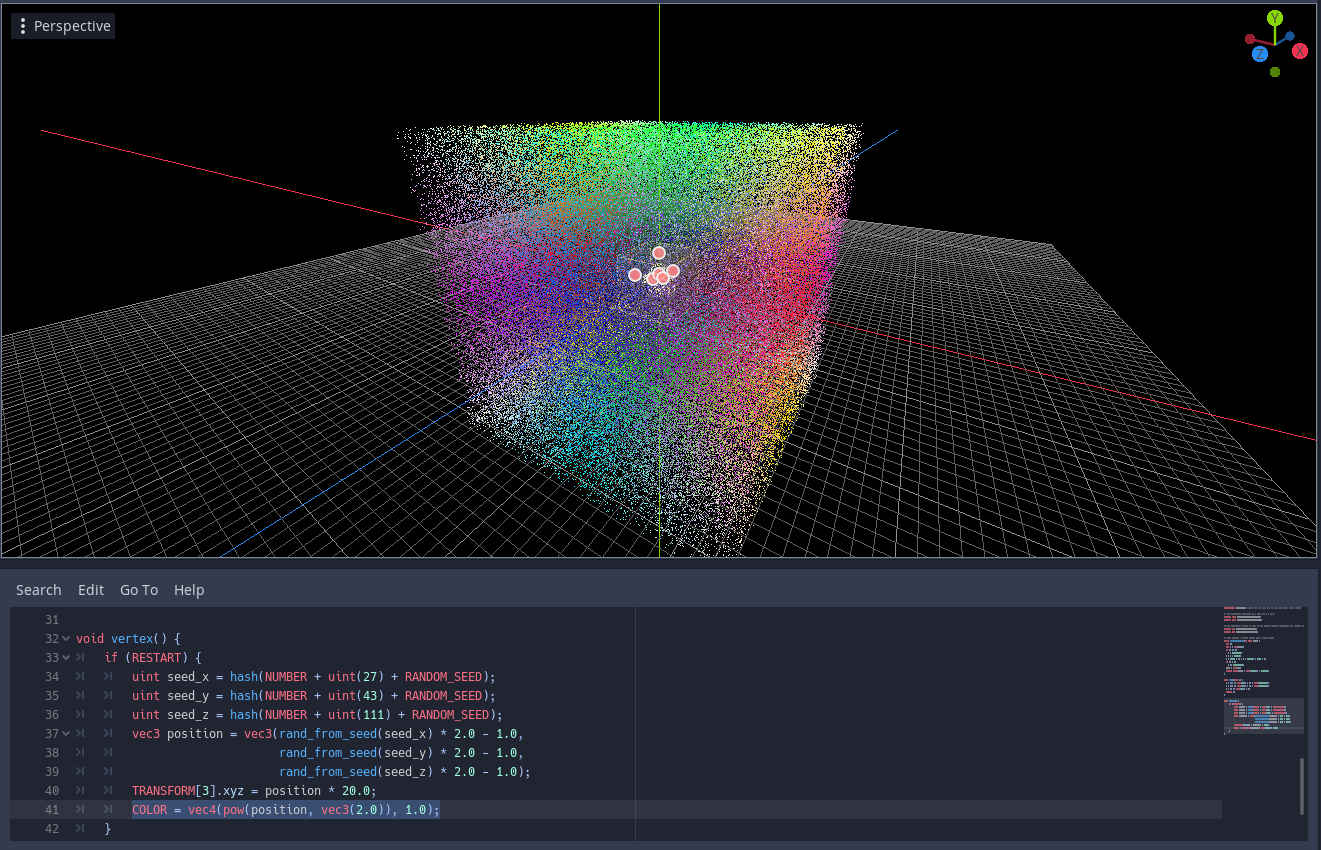 Perspective
Y
X
Z
Search Edit Go To Help
31
32 void vertex() {
33 if (RESTART) {
34 uint seed_x = hash(NUMBER + uint(27) + RANDOM_SEED);
35 uint seed_y = hash(NUMBER + uint(43) + RANDOM_SEED);
36 uint seed_z = hash(NUMBER + uint(111) + RANDOM_SEED);
37 vec3 position = vec3(rand_from_seed(seed_x) * 2.0 - 1.0,
38 rand_from_seed(seed_y) * 2.0 - 1.0,
39 rand_from_seed(seed_z) * 2.0 - 1.0);
40 TRANSFORM[3].xyz = position * 20.0;
41 COLOR = vec4(pow(position, vec3(2.0)), 1.0);
42 }